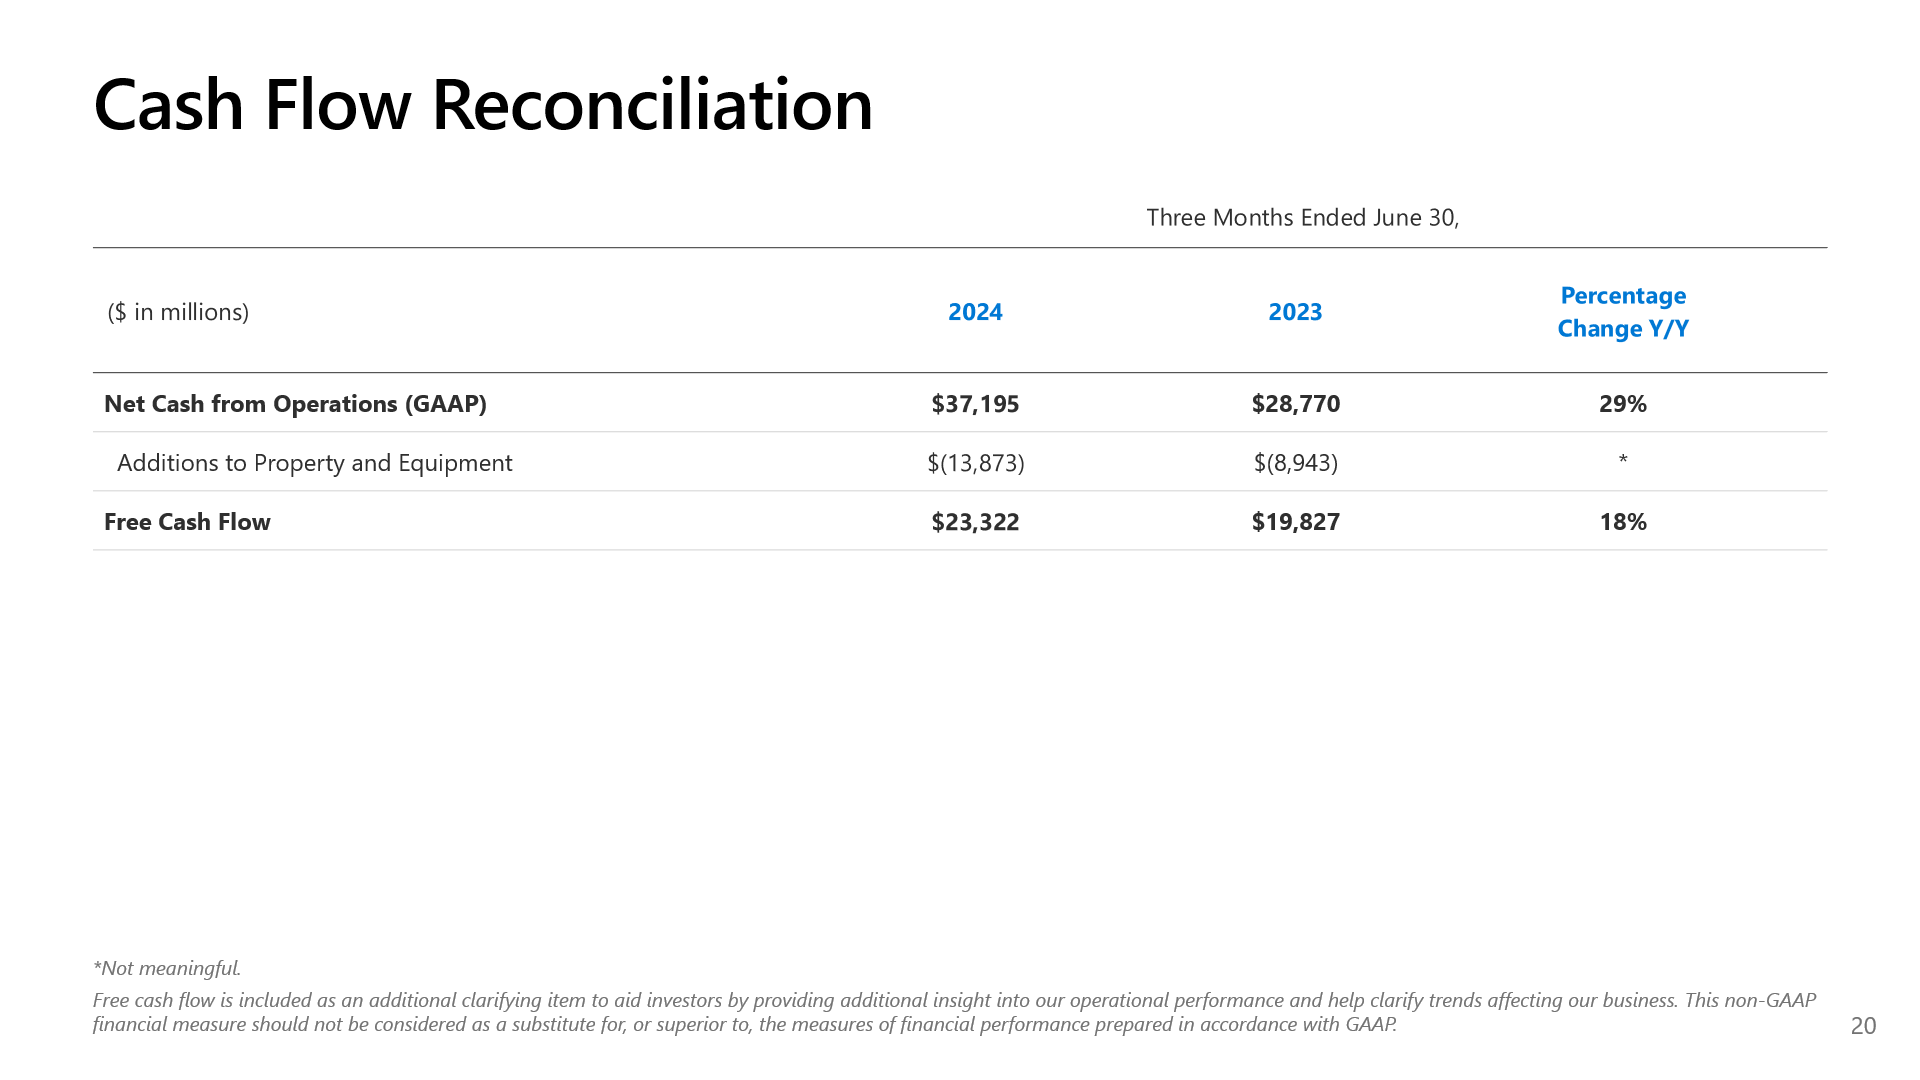 Cash Flow Reconciliation
Three Months Ended June 30,
($ in millions) 2024 2023 Percentage Change Y/Y
Net Cash from Operations (GAAP) $37,195 $28,770 29%
Additions to Property and Equipment $(13,873) $(8,943) *
Free Cash Flow $23,322 $19,827 18%
*Not meaningful.
Free cash flow is included as an additional clarifying item to aid investors by providing additional insight into our operational performance and help clarify trends affecting our business. This non-GAAP
financial measure should not be considered as a substitute for, or superior to, the measures of financial performance prepared in accordance with GAAP.
20